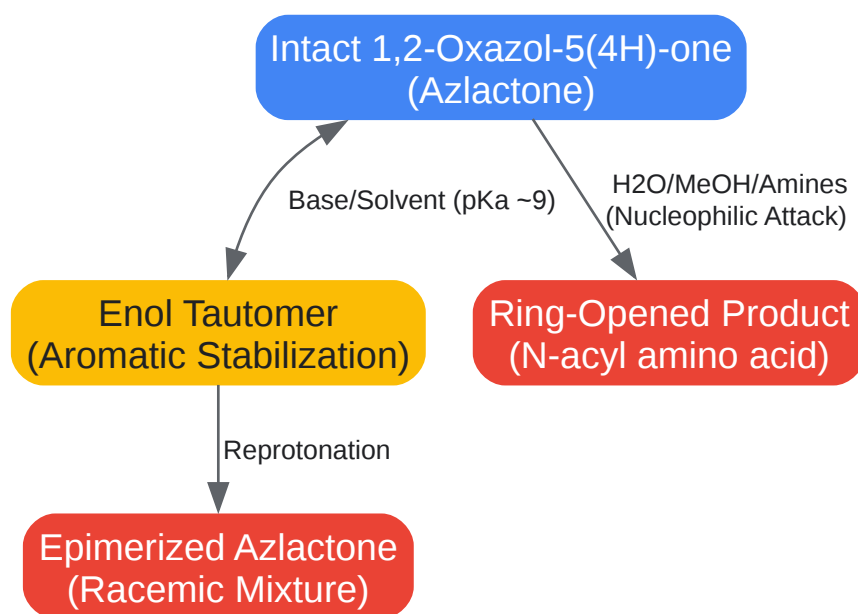 Intact 1,2-Oxazol-5(4H)-one
(Azlactone)
Base/Solvent (pKa ~9)
H2O/MeOH/Amines
(Nucleophilic Attack)
Enol Tautomer
(Aromatic Stabilization)
Ring-Opened Product
(N-acyl amino acid)
Reprotonation
Epimerized Azlactone
(Racemic Mixture)